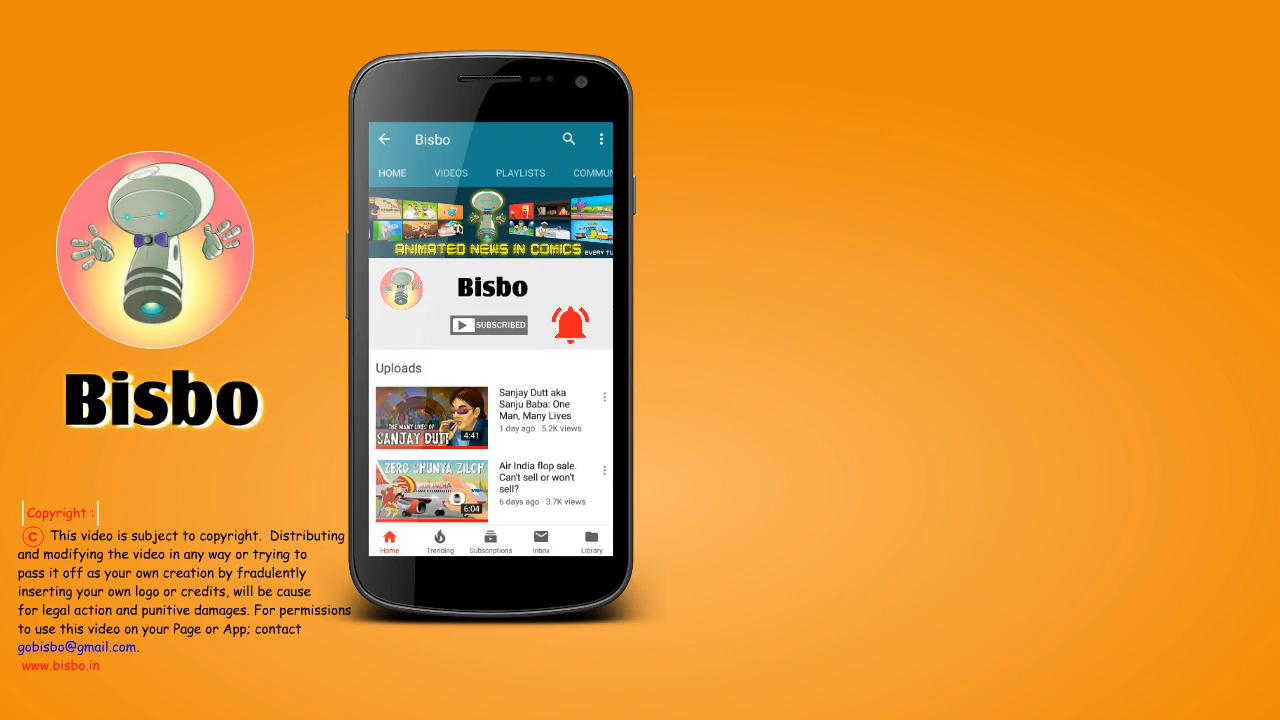 Bisbo
HOME VIDEOS PLAYLISTS COMMUN
ANIMATED NEWS IN COMICS EVERY TU
Bisbo
SUBSCRIBED
Uploads
THE MANY LIVES OF
SANJAY DUTT
4:41
Sanjay Dutt aka
Sanju Baba: One
Man, Many Lives
1 day ago · 5.2K views
ZERO SHUNYA ZILCH
6:04
Air India flop sale.
Can't sell or won't
sell?
6 days ago · 3.7K views
Home Trending Subscriptions Inbox Library
Bisbo
Copyright :
C This video is subject to copyright. Distributing
and modifying the video in any way or trying to
pass it off as your own creation by fradulently
inserting your own logo or credits, will be cause
for legal action and punitive damages. For permissions
to use this video on your Page or App; contact
gobisbo@gmail.com.
www.bisbo.in